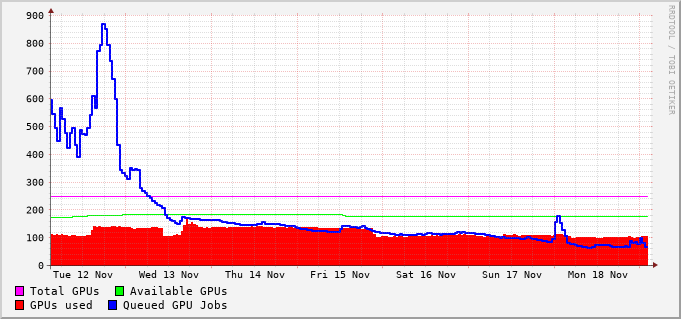 900
800
700
600
500
400
300
200
100
0
Tue 12 Nov Wed 13 Nov Thu 14 Nov Fri 15 Nov Sat 16 Nov Sun 17 Nov Mon 18 Nov
Total GPUs Available GPUs
GPUs used Queued GPU Jobs
RRDTOOL / TOBI OETIKER